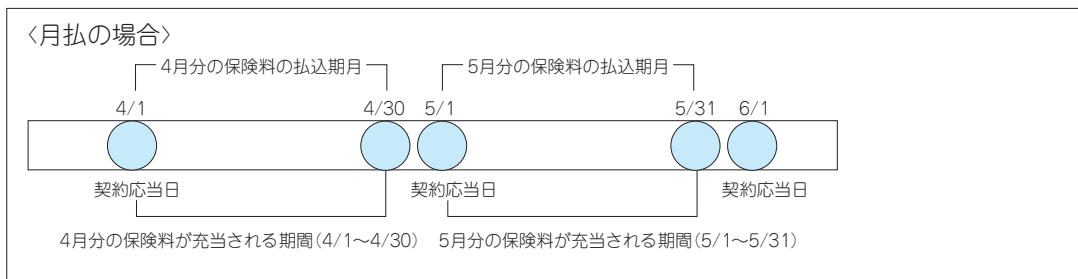 〈月払の場合〉
4月分の保険料の払込期月 5月分の保険料の払込期月
4/1 4/30 5/1 5/31 6/1
契約応当日 契約応当日 契約応当日
4月分の保険料が充当される期間(4/1~4/30) 5月分の保険料が充当される期間(5/1~5/31)